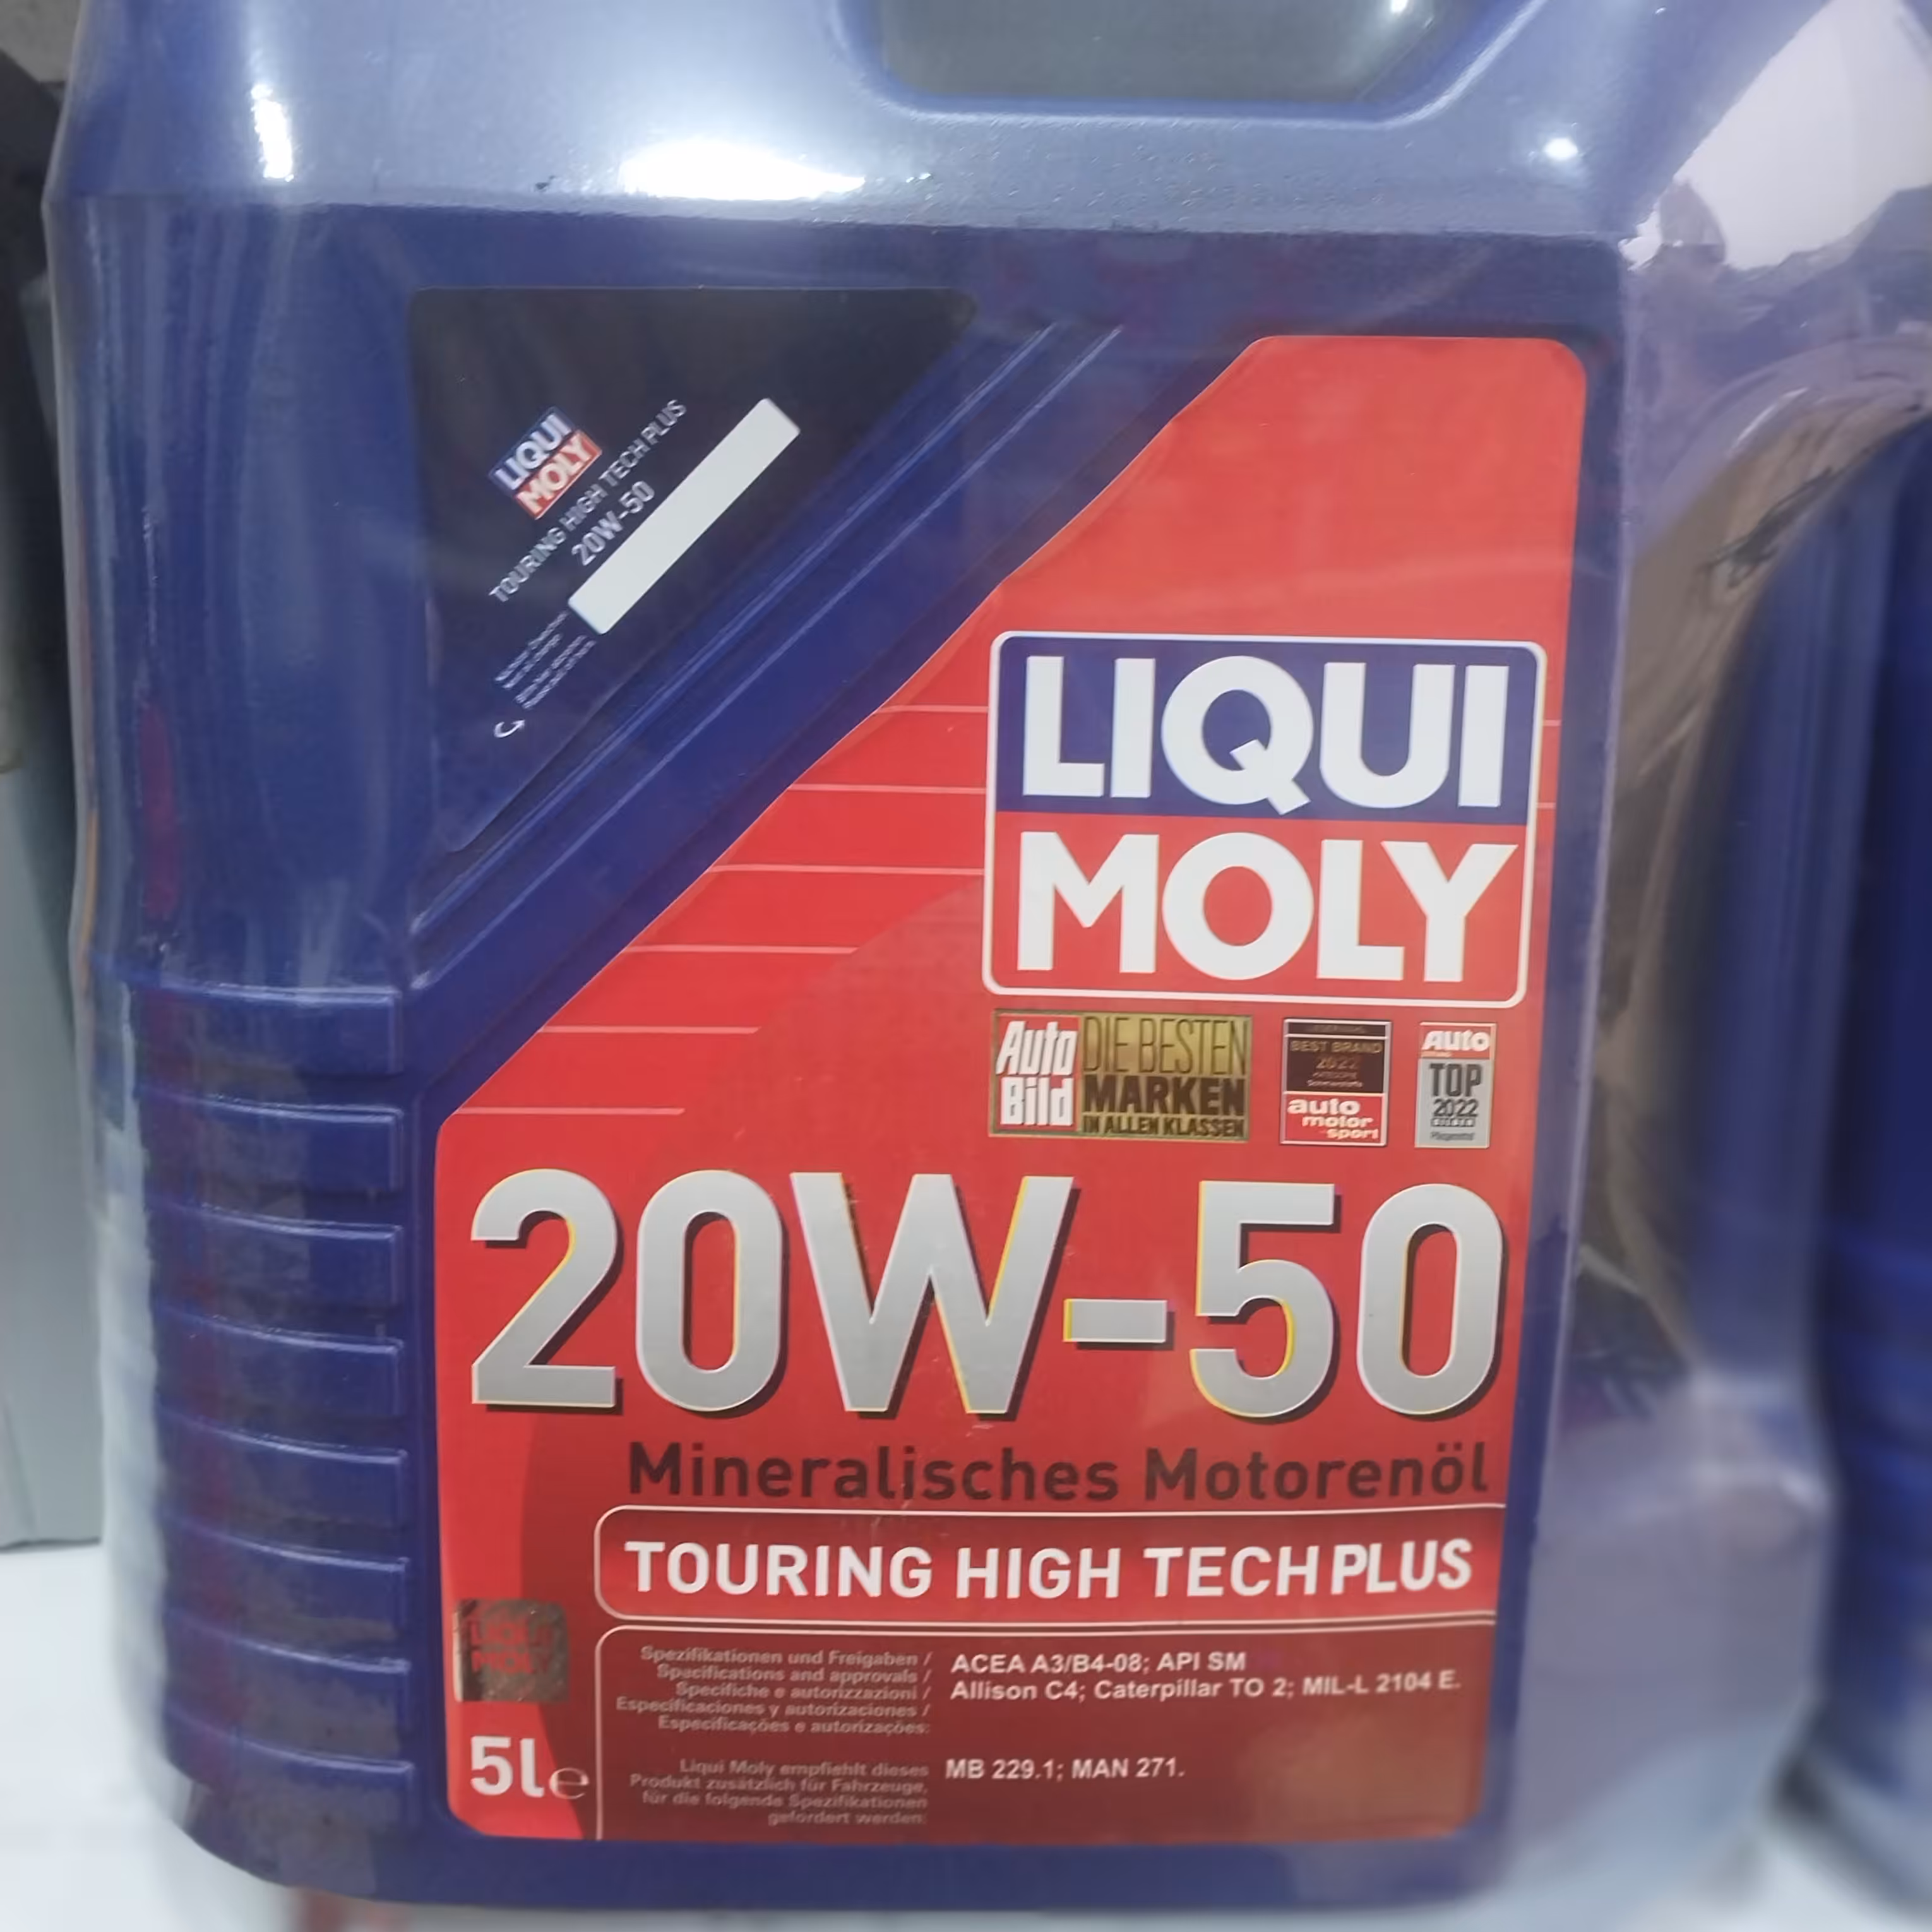 LIQUI
MOLY
TOURING HIGH TECH PLUS
20W-50
LIQUI
MOLY
Auto
Bild
DIE BESTEN
MARKEN
IN ALLEN KLASSEN
BEST BRAND
2022
auto
motor
sport
Auto
TOP
2022
20W-50
Mineralisches Motorenöl
TOURING HIGH TECH PLUS
LIQUI
MOLY
Spezifikationen und Freigaben /
Specifications and approvals /
Specifiche e autorizzazioni /
Especificaciones y autorizaciones /
Especificações e autorizações:
ACEA A3/B4-08; API SM
Allison C4; Caterpillar TO 2; MIL-L 2104 E.
5l e
Liqui Moly empfiehlt dieses
Produkt zusätzlich für Fahrzeuge,
für die folgende Spezifikationen
gefordert werden:
MB 229.1; MAN 271.